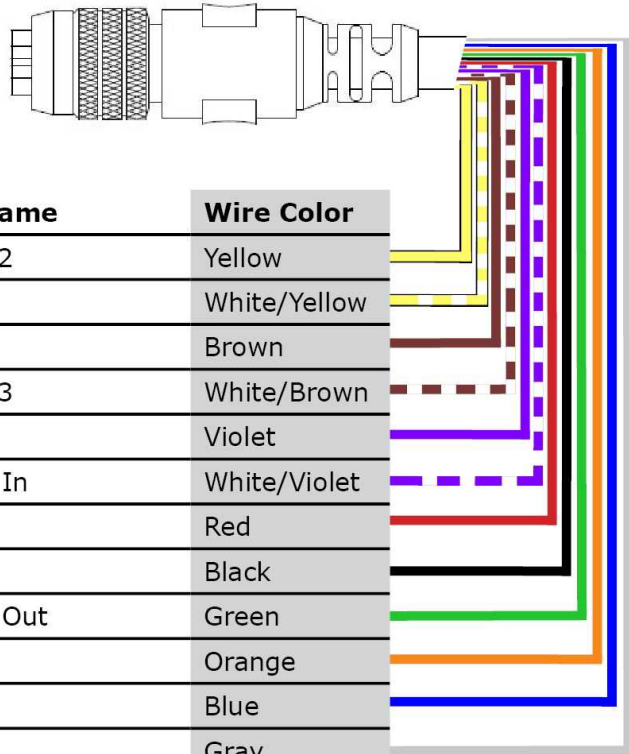 ame Wire Color
2 Yellow
White/Yellow
Brown
3 White/Brown
Violet
In White/Violet
Red
Black
Out Green
Orange
Blue
Gray